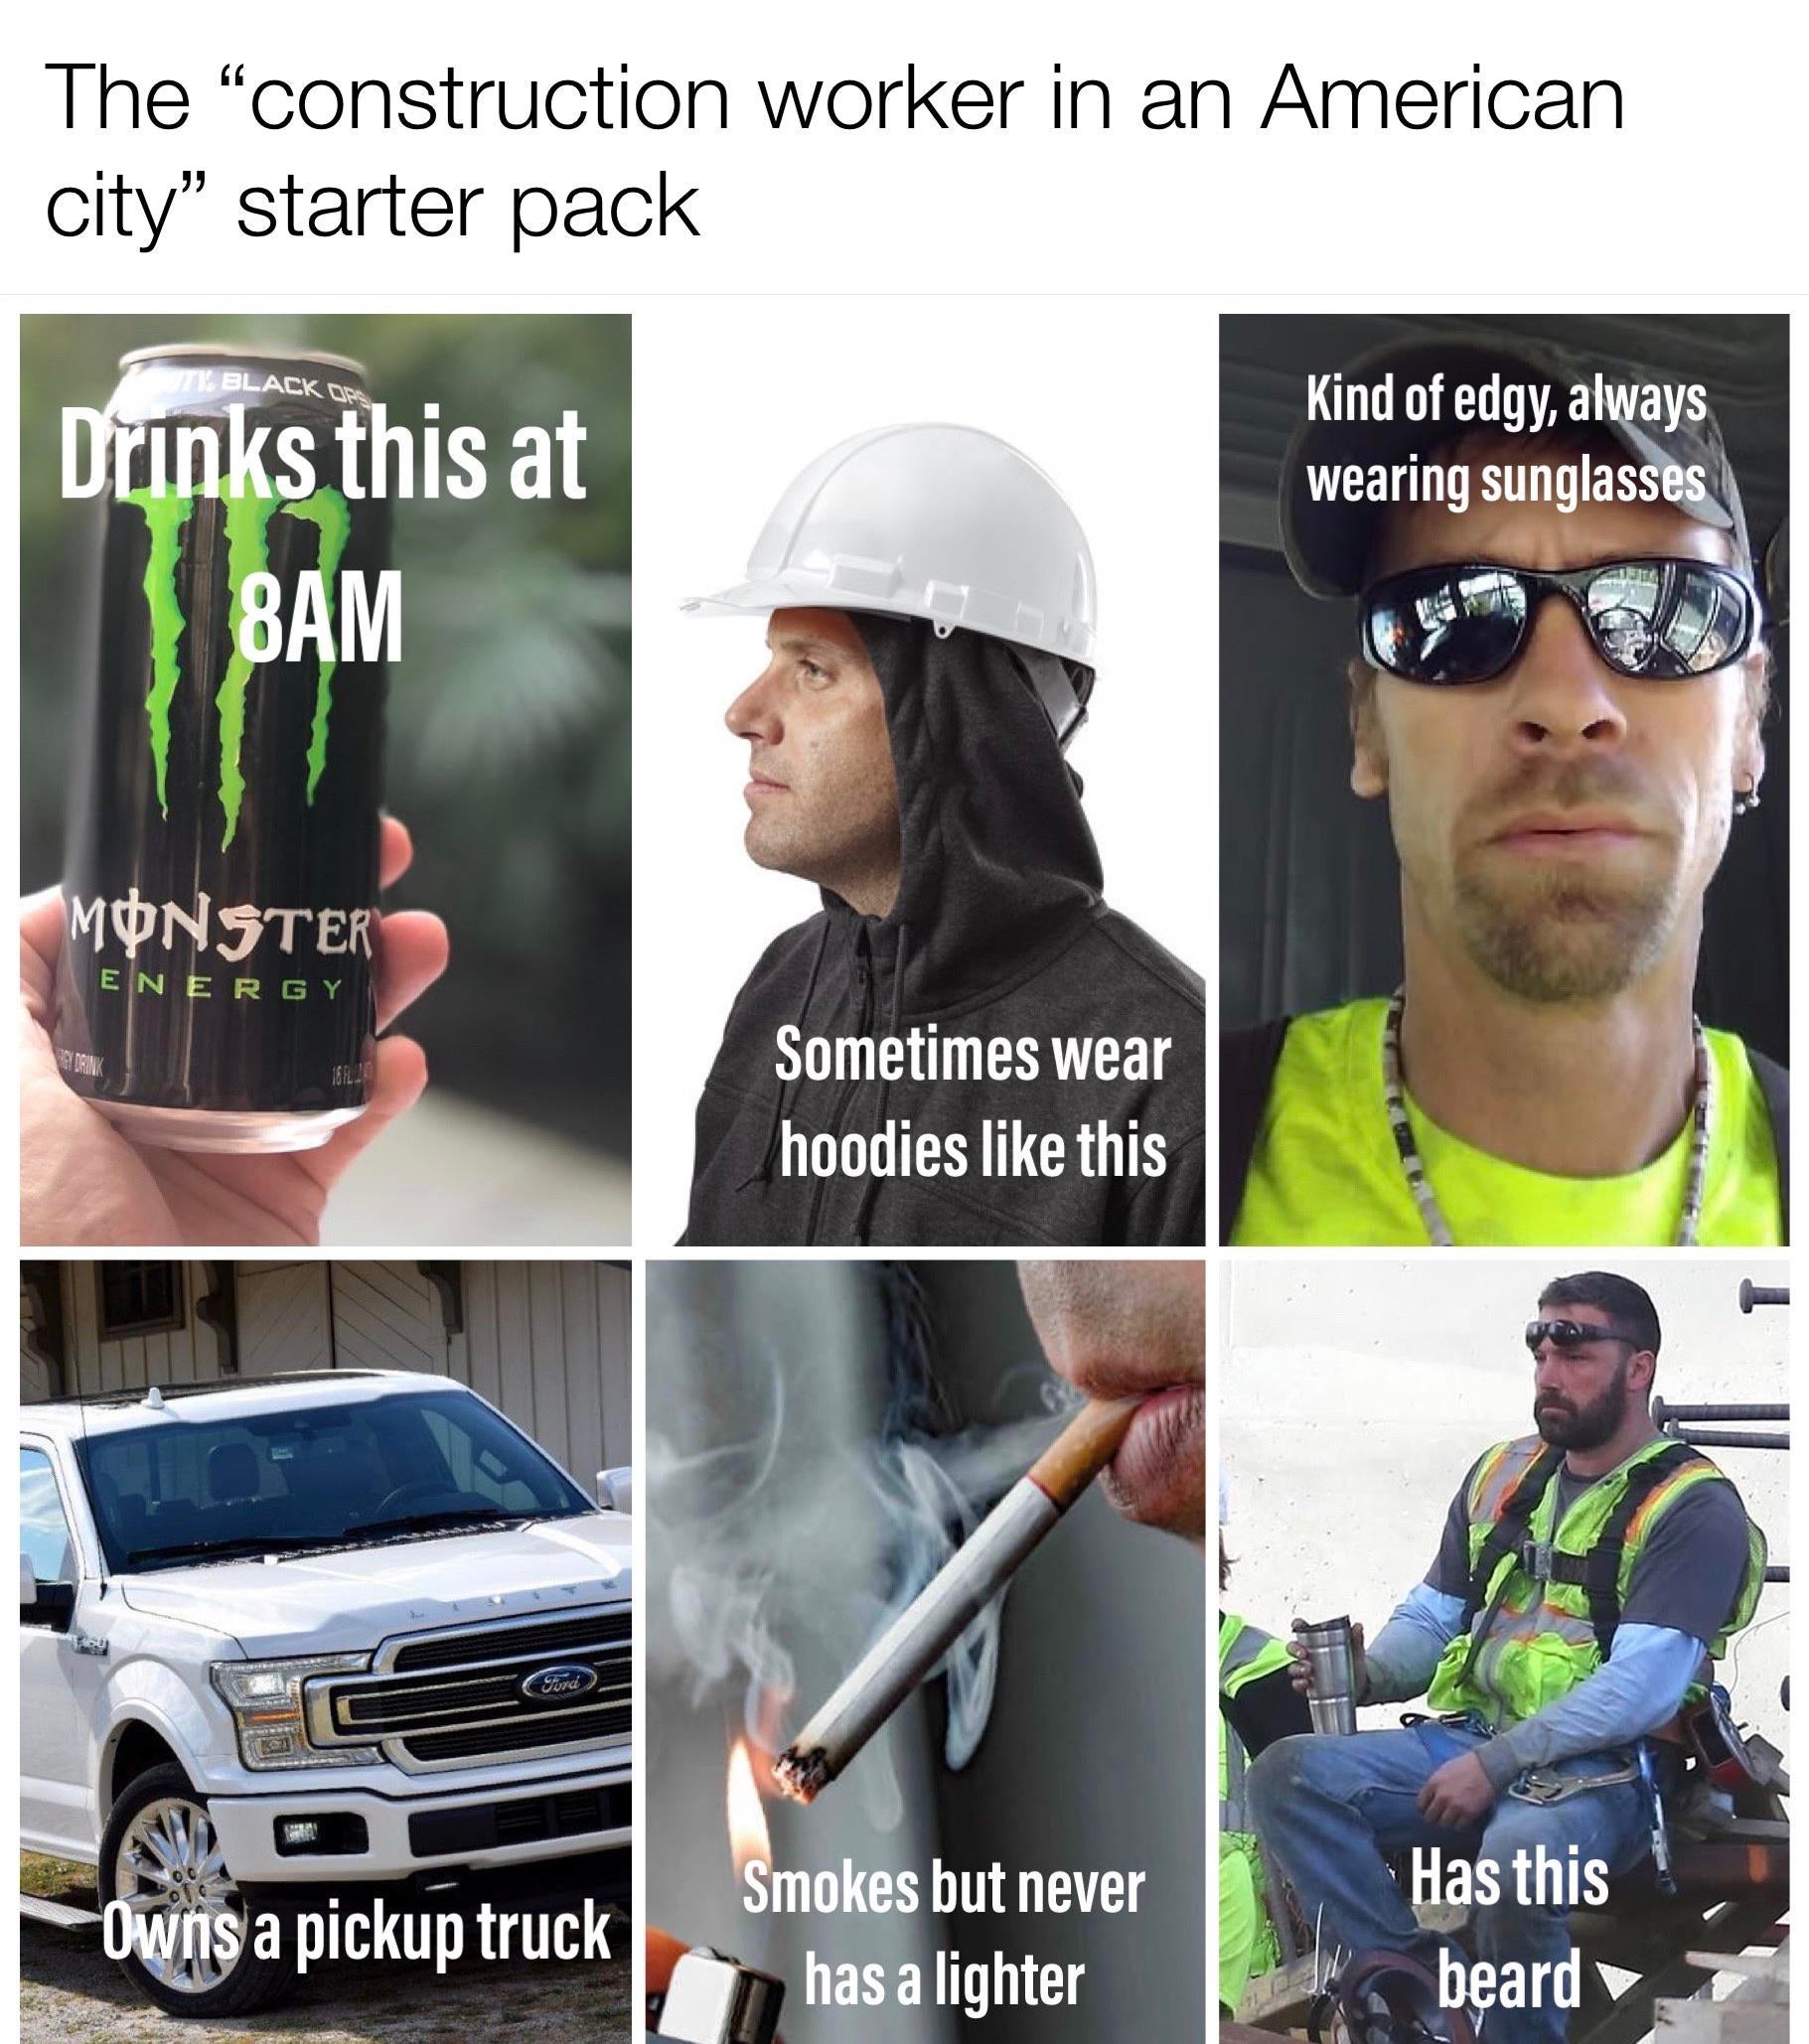 The “construction worker in an American
city” starter pack
BLACK OPS
Drinks this at
8AM
MONSTER
ENERGY
DRINK
Sometimes wear
hoodies like this
Kind of edgy, always
wearing sunglasses
LIMITED
Ford
Owns a pickup truck
Smokes but never
has a lighter
Has this
beard